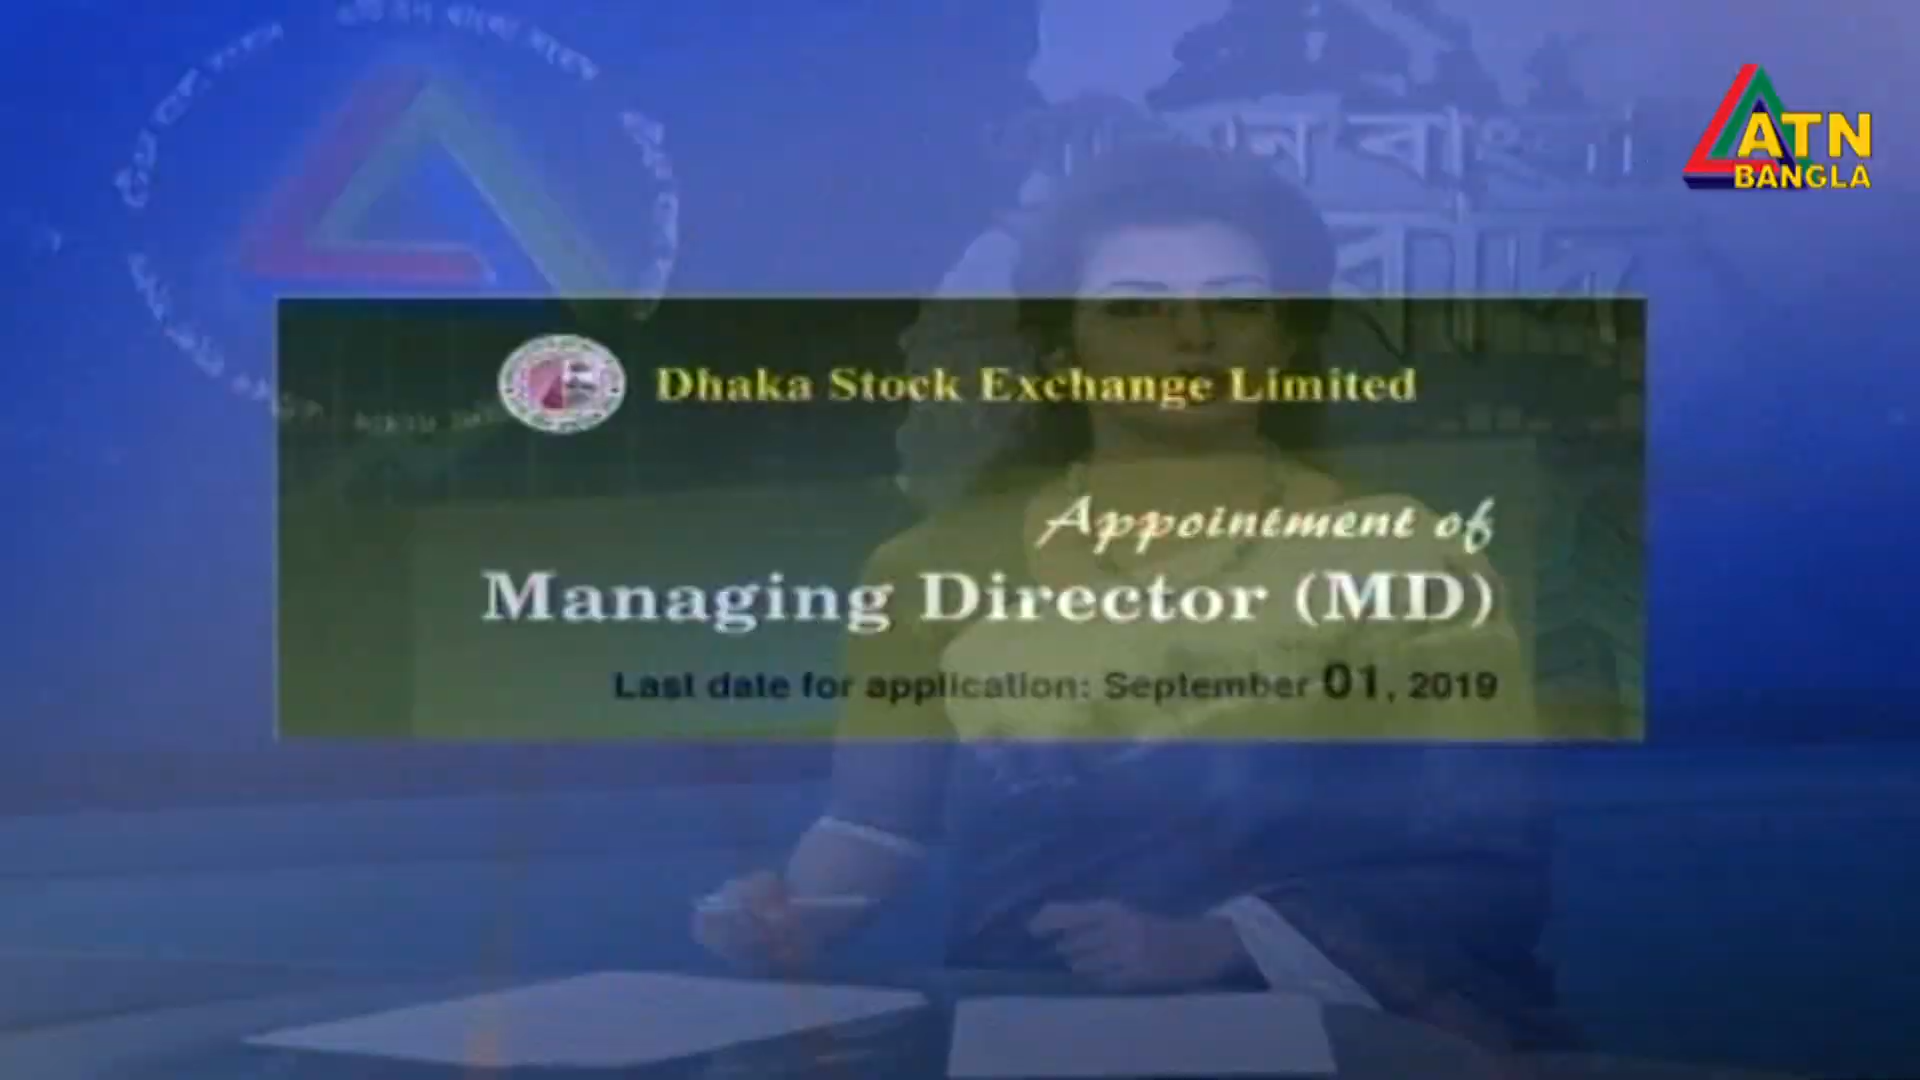 ATN
BANGLA
Dhaka Stock Exchange Limited
Appointment of
Managing Director (MD)
Last date for application: September 01, 2019